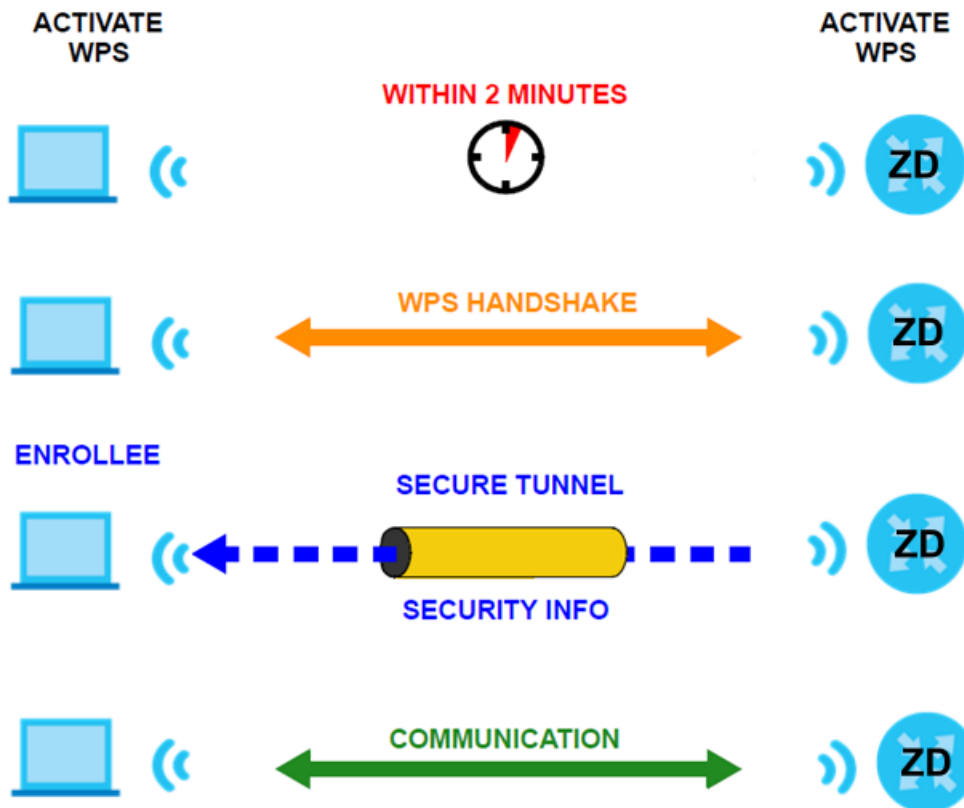 ACTIVATE
WPS
ACTIVATE
WPS
WITHIN 2 MINUTES
ZD
WPS HANDSHAKE
ZD
ENROLLEE
SECURE TUNNEL
ZD
SECURITY INFO
COMMUNICATION
ZD